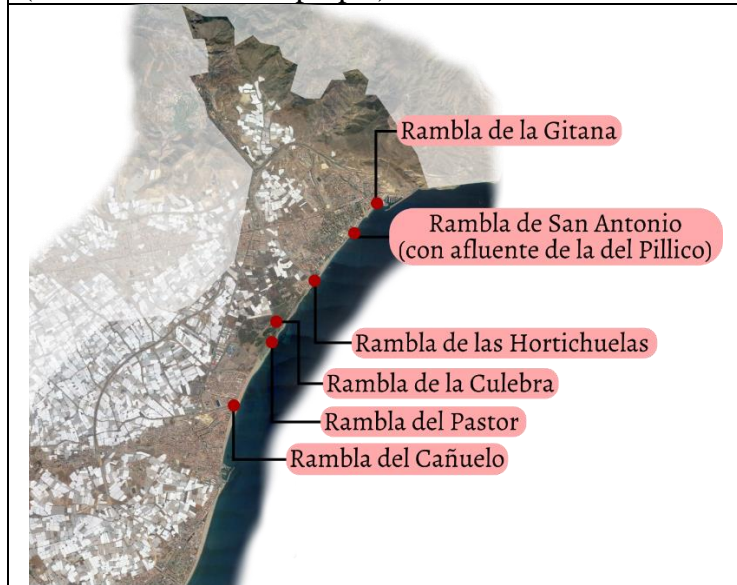 Rambla de la Gitana
Rambla de San Antonio
(con afluente de la del Pillico)
Rambla de las Hortichuelas
Rambla de la Culebra
Rambla del Pastor
Rambla del Cañuelo